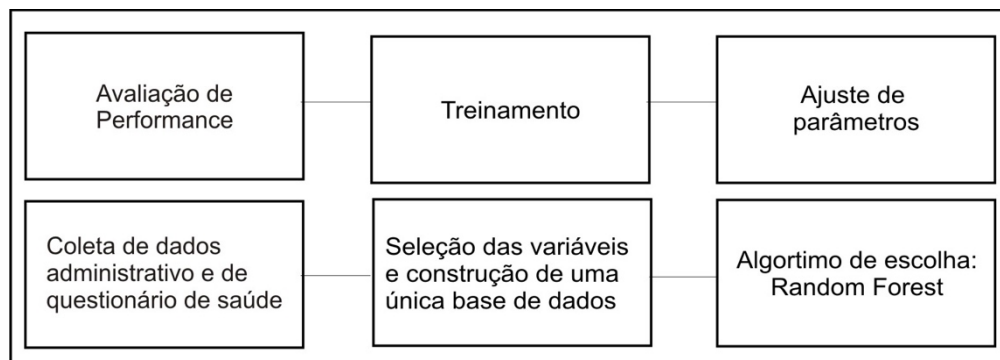 Avaliação de
Performance
Treinamento
Ajuste de
parâmetros
Coleta de dados
administrativo e de
questionário de saúde
Seleção das variáveis
e construção de uma
única base de dados
Algortimo de escolha:
Random Forest